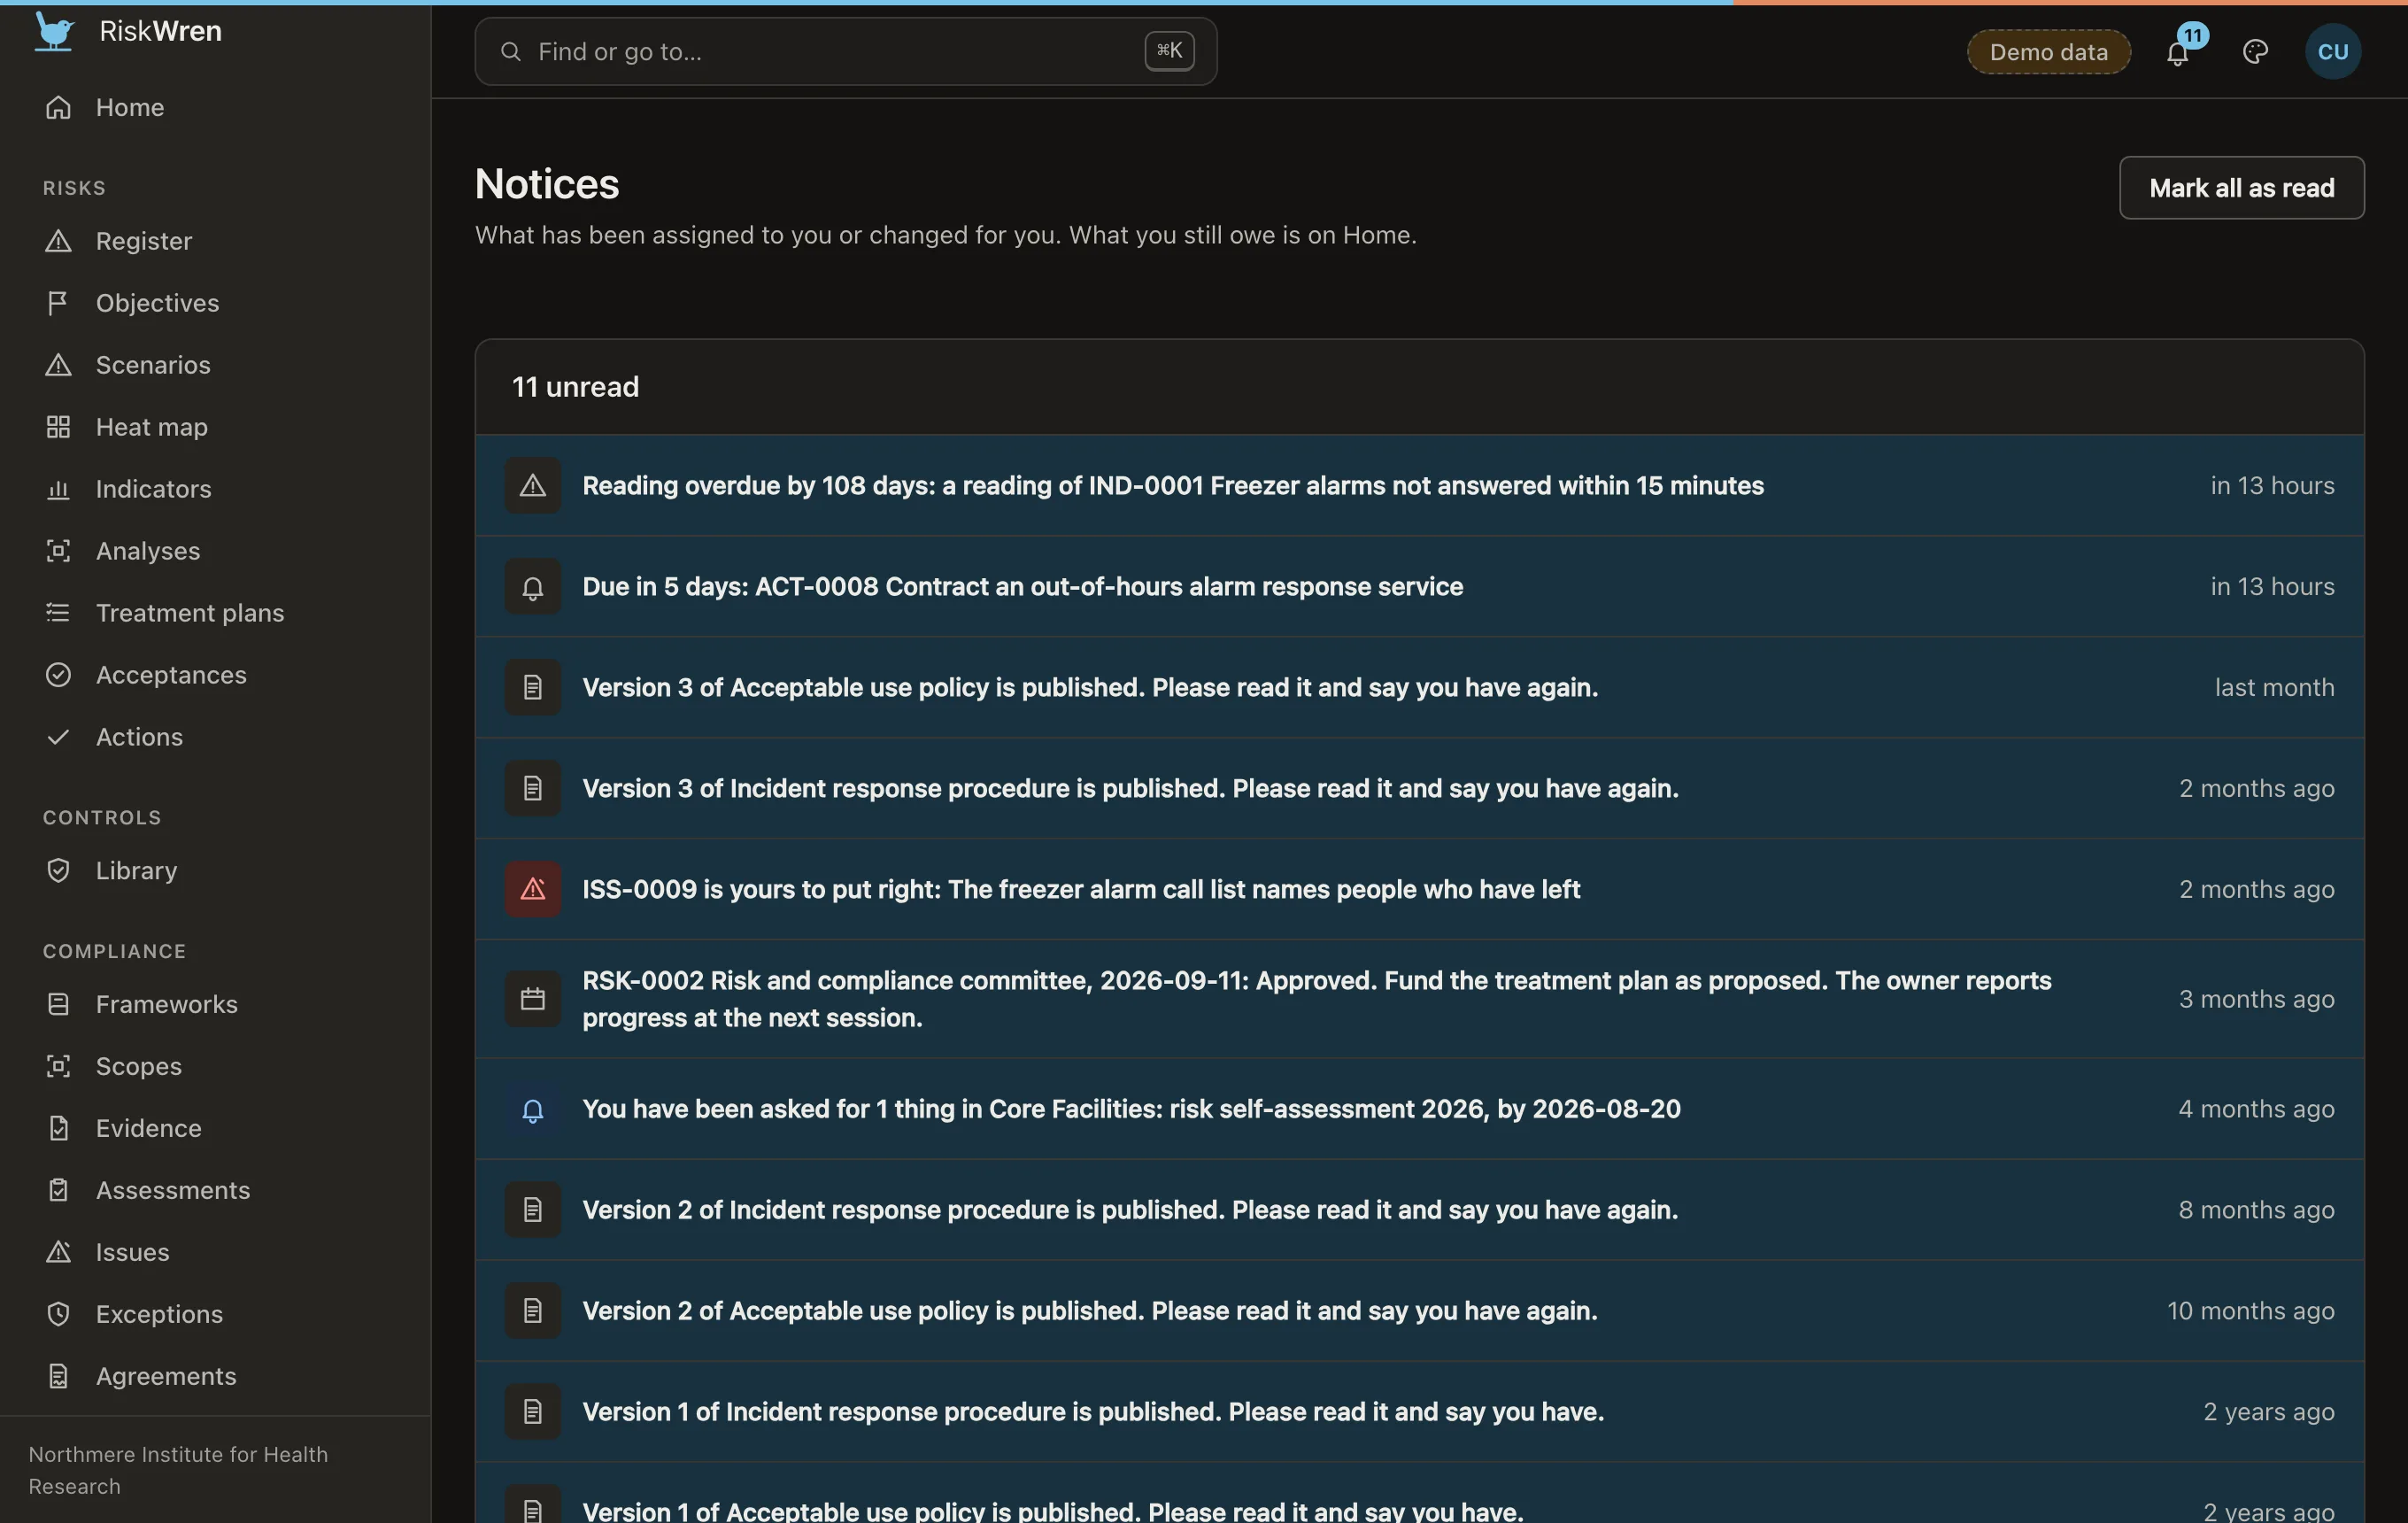 RiskWren
Find or go to...
⌘K
Demo data
11
CU
Home
RISKS
Register
Objectives
Scenarios
Heat map
Indicators
Analyses
Treatment plans
Acceptances
Actions
CONTROLS
Library
COMPLIANCE
Frameworks
Scopes
Evidence
Assessments
Issues
Exceptions
Agreements
Northmere Institute for Health
Research
Notices
Mark all as read
What has been assigned to you or changed for you. What you still owe is on Home.
11 unread
Reading overdue by 108 days: a reading of IND-0001 Freezer alarms not answered within 15 minutes
in 13 hours
Due in 5 days: ACT-0008 Contract an out-of-hours alarm response service
in 13 hours
Version 3 of Acceptable use policy is published. Please read it and say you have again.
last month
Version 3 of Incident response procedure is published. Please read it and say you have again.
2 months ago
ISS-0009 is yours to put right: The freezer alarm call list names people who have left
2 months ago
RSK-0002 Risk and compliance committee, 2026-09-11: Approved. Fund the treatment plan as proposed. The owner reports
progress at the next session.
3 months ago
You have been asked for 1 thing in Core Facilities: risk self-assessment 2026, by 2026-08-20
4 months ago
Version 2 of Incident response procedure is published. Please read it and say you have again.
8 months ago
Version 2 of Acceptable use policy is published. Please read it and say you have again.
10 months ago
Version 1 of Incident response procedure is published. Please read it and say you have.
2 years ago
Version 1 of Acceptable use policy is published. Please read it and say you have.
2 years ago